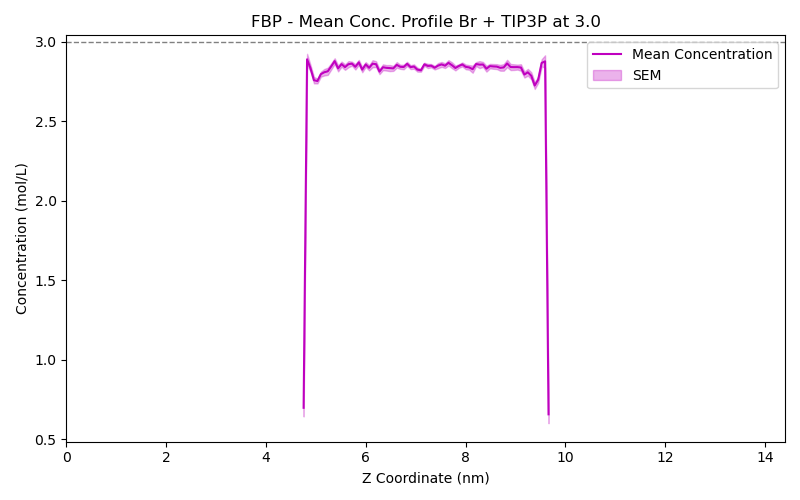 FBP - Mean Conc. Profile Br + TIP3P at 3.0
Mean Concentration
SEM
Concentration (mol/L)
3.0
2.5
2.0
1.5
1.0
0.5
0 2 4 6 8 10 12 14
Z Coordinate (nm)